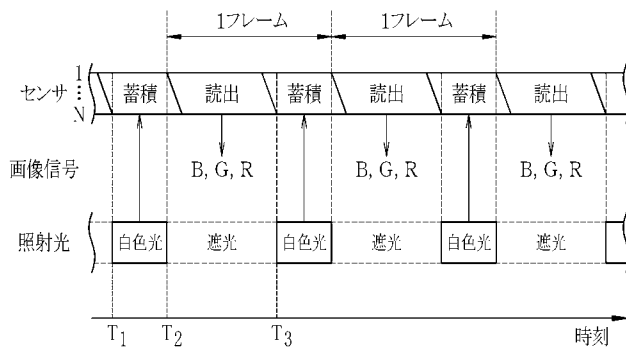 1フレーム 1フレーム
1
センサ ⋮ 蓄積 読出 蓄積 読出 蓄積 読出
N
画像信号 B, G, R B, G, R B, G, R
照射光 白色光 遮光 白色光 遮光 白色光 遮光
T1 T2 T3 時刻